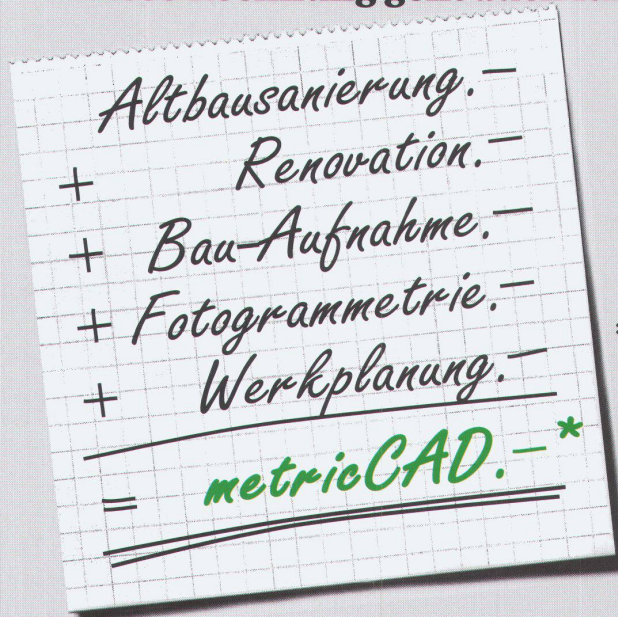 Altbausanierung.–
+ Renovation.–
+ Bau-Aufnahme.–
+ Fotogrammetrie.–
+ Werkplanung.–
= metricCAD.–*